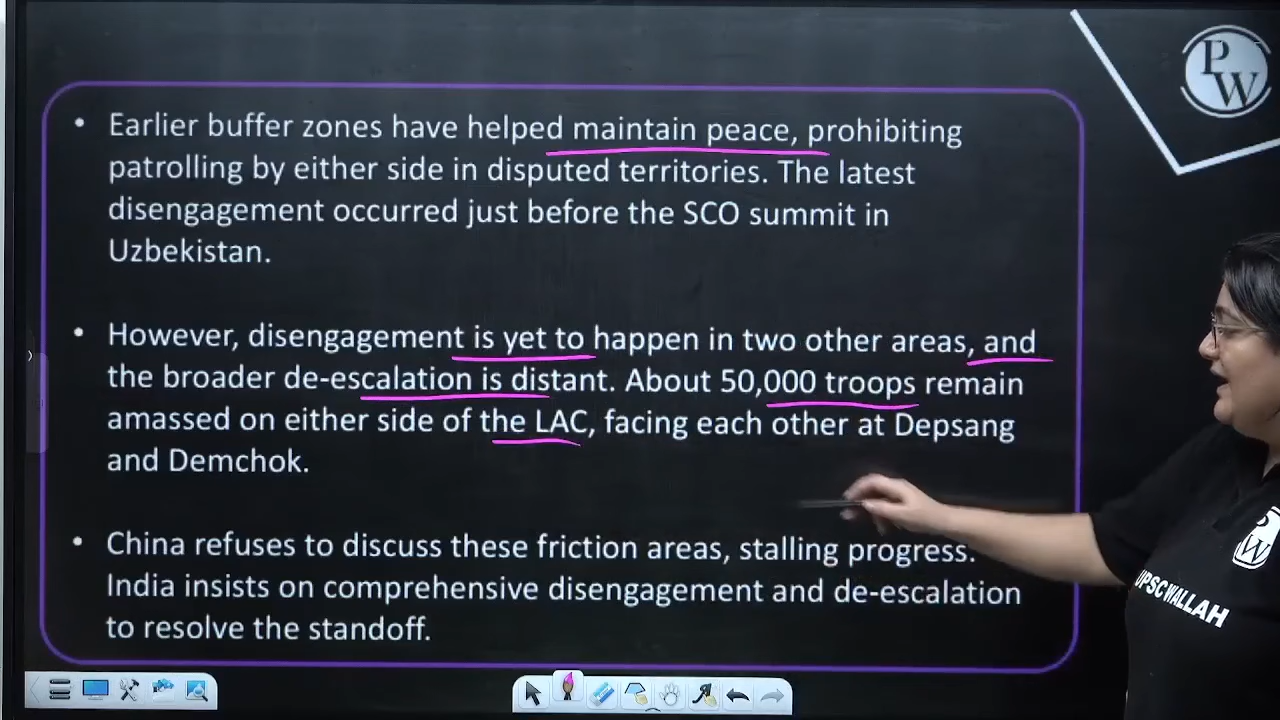 PW
• Earlier buffer zones have helped maintain peace, prohibiting
patrolling by either side in disputed territories. The latest
disengagement occurred just before the SCO summit in
Uzbekistan.
• However, disengagement is yet to happen in two other areas, and
the broader de-escalation is distant. About 50,000 troops remain
amassed on either side of the LAC, facing each other at Depsang
and Demchok.
• China refuses to discuss these friction areas, stalling progress.
India insists on comprehensive disengagement and de-escalation
to resolve the standoff.
PW
UPSCWALLAH